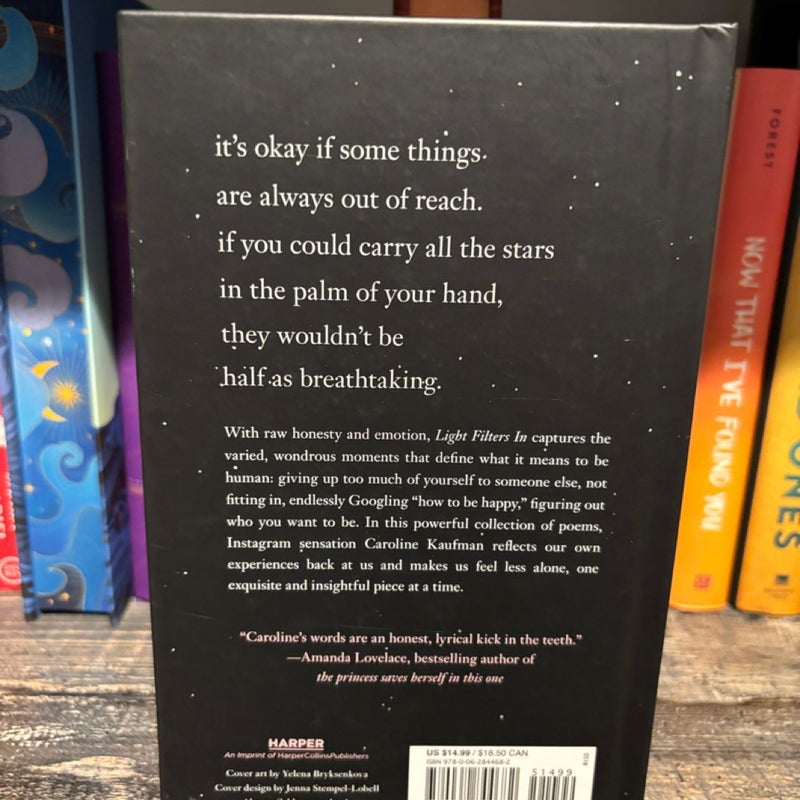 it's okay if some things
are always out of reach.
if you could carry all the stars
in the palm of your hand,
they wouldn't be
half as breathtaking.
With raw honesty and emotion, Light Filters In captures the
varied, wondrous moments that define what it means to be
human: giving up too much of yourself to someone else, not
fitting in, endlessly Googling “how to be happy,” figuring out
who you want to be. In this powerful collection of poems,
Instagram sensation Caroline Kaufman reflects our own
experiences back at us and makes us feel less alone, one
exquisite and insightful piece at a time.
“Caroline's words are an honest, lyrical kick in the teeth.”
—Amanda Lovelace, bestselling author of
the princess saves herself in this one
HARPER
An Imprint of HarperCollinsPublishers
Cover art by Yelena Bryksenkova
Cover design by Jenna Stempel-Lobell
US $14.99 / $18.50 CAN
ISBN 978-0-06-284468-2
51499
0518
FOREST
NOW THAT I'VE FOUND YOU
ONES